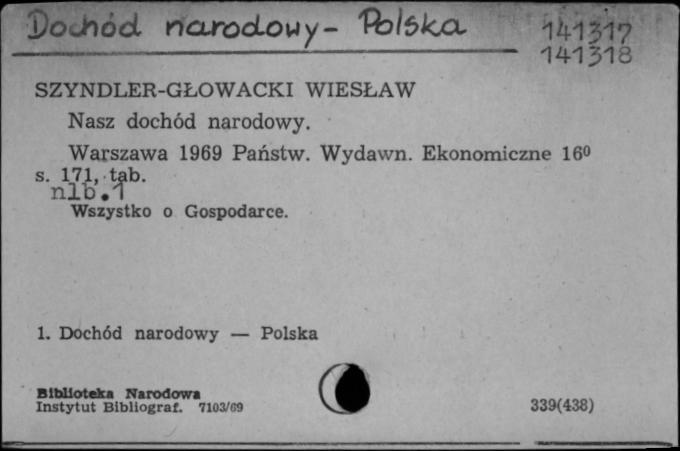 Dochód narodowy - Polska 141317
141318
SZYNDLER-GŁOWACKI WIESŁAW
Nasz dochód narodowy.
Warszawa 1969 Państw. Wydawn. Ekonomiczne 16⁰
s. 171, tab.
nlb.1
Wszystko o Gospodarce.
1. Dochód narodowy — Polska
Biblioteka Narodowa
Instytut Bibliograf. 7103/69
339(438)